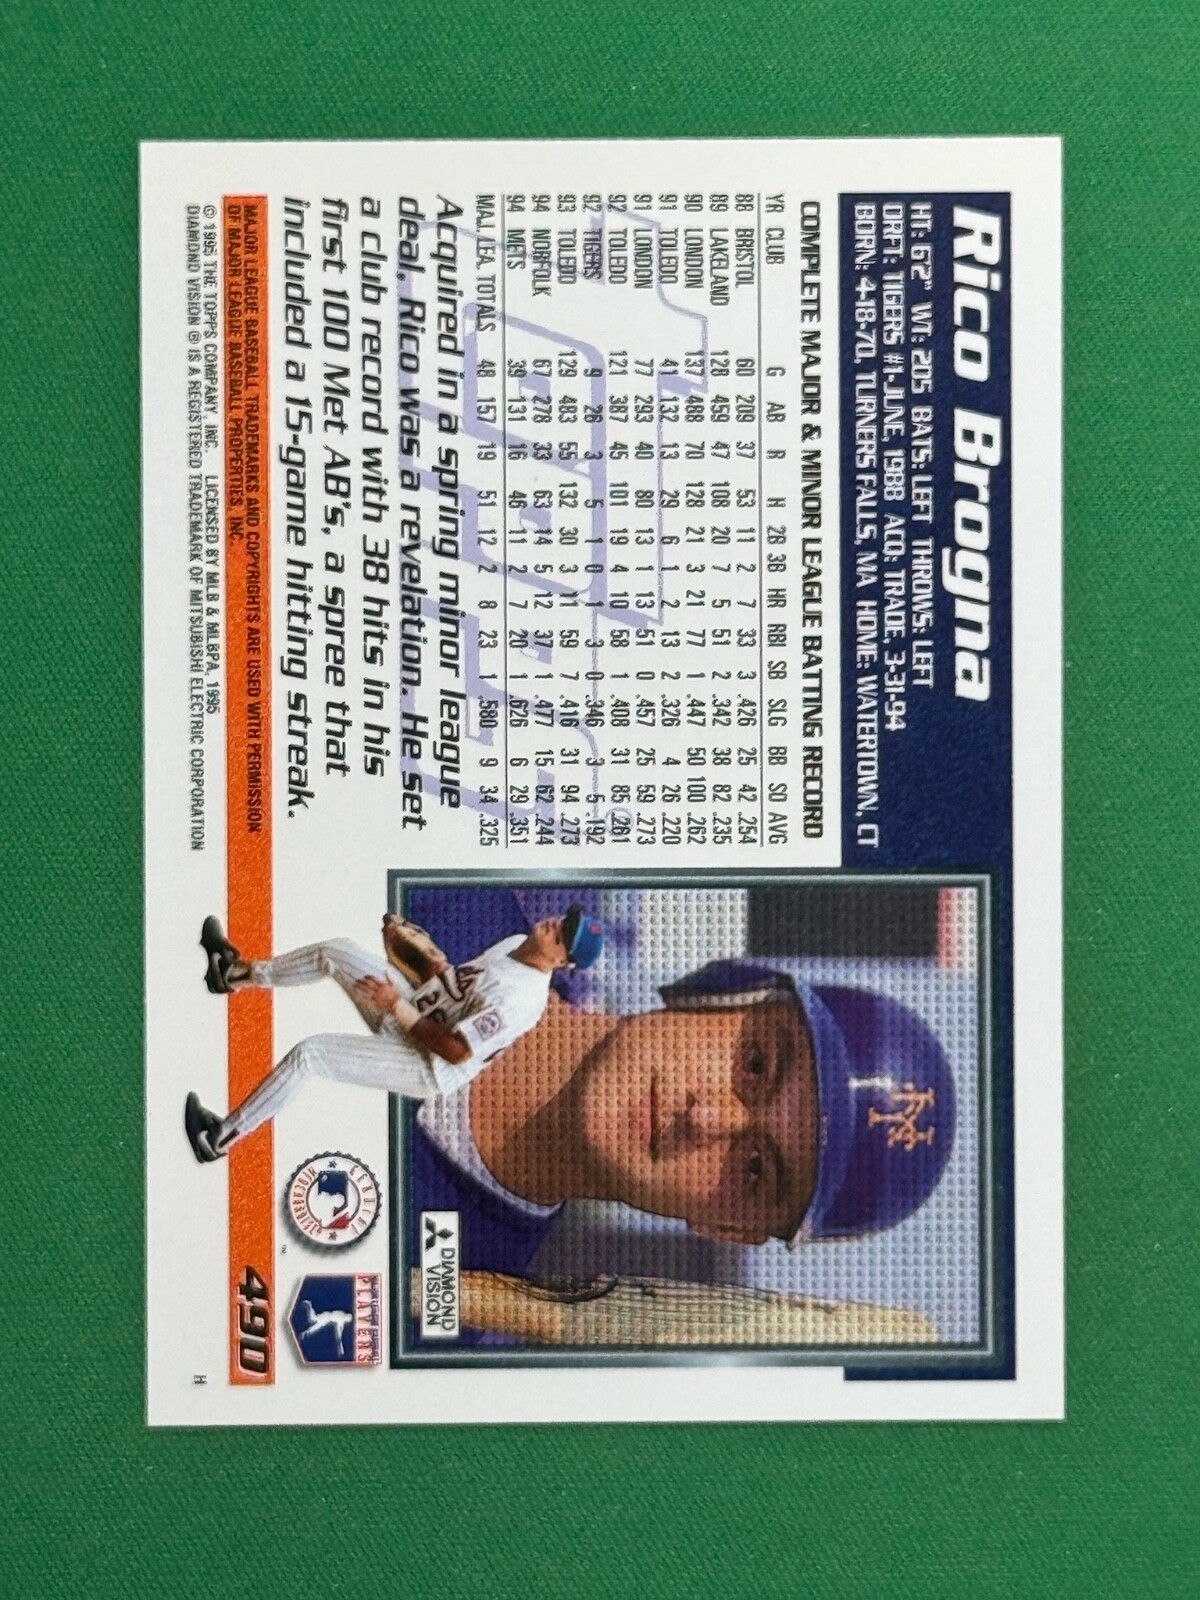 Rico Brogna
HT: 6'2" WT: 205 BATS: LEFT THROWS: LEFT
DRFT: TIGERS #1-JUNE, 1988 ACQ: TRADE, 3-31-94
BORN: 4-18-70, TURNERS FALLS, MA HOME: WATERTOWN, CT
COMPLETE MAJOR & MINOR LEAGUE BATTING RECORD
YR CLUB G AB R H 2B 3B HR RBI SB SLG BB SO AVG
88 BRISTOL 60 209 37 53 11 2 7 33 3 .426 25 42 .254
89 LAKELAND 128 459 47 108 20 7 5 51 2 .342 38 82 .235
90 LONDON 137 488 70 128 21 3 21 77 1 .447 50 100 .262
91 TOLEDO 41 132 13 29 6 1 2 13 2 .326 4 26 .220
91 LONDON 77 293 40 80 13 1 13 51 0 .457 25 59 .273
92 TOLEDO 121 387 45 101 19 4 10 58 1 .408 31 85 .261
92 TIGERS 9 26 3 5 1 0 1 3 0 .346 3 5 .192
93 TOLEDO 129 483 55 132 30 3 11 59 7 .416 31 94 .273
94 NORFOLK 67 278 33 63 14 5 12 37 1 .477 15 62 .244
94 METS 39 131 16 46 11 2 7 20 1 .626 6 29 .351
MAJ. LEA. TOTALS 48 157 19 51 12 2 8 23 1 .580 9 34 .325
Acquired in a spring minor league
deal, Rico was a revelation. He set
a club record with 38 hits in his
first 100 Met AB's, a spree that
included a 15-game hitting streak.
MAJOR LEAGUE BASEBALL TRADEMARKS AND COPYRIGHTS ARE USED WITH PERMISSION
OF MAJOR LEAGUE BASEBALL PROPERTIES, INC.
© 1995 THE TOPPS COMPANY, INC. LICENSED BY MLB & MLBPA, 1995
DIAMOND VISION ® IS A REGISTERED TRADEMARK OF MITSUBISHI ELECTRIC CORPORATION
DIAMOND
VISION
GENUINE
MERCHANDISE
PLAYERS
490
H